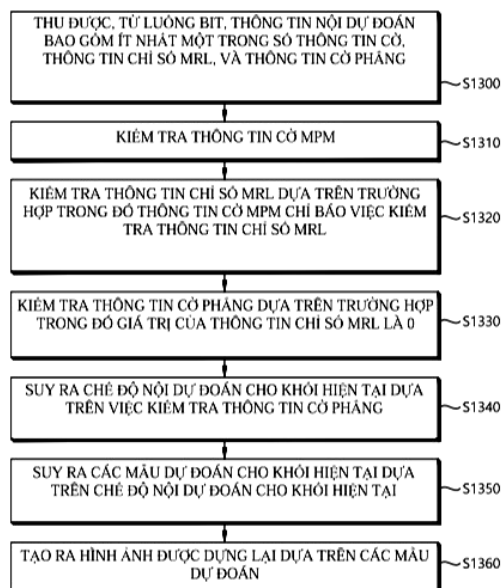 THU ĐƯỢC, TỪ LUỒNG BIT, THÔNG TIN NỘI DỰ ĐOÁN
BAO GỒM ÍT NHẤT MỘT TRONG SỐ THÔNG TIN CỜ,
THÔNG TIN CHỈ SỐ MRL, VÀ THÔNG TIN CỜ PHẲNG
S1300
KIỂM TRA THÔNG TIN CỜ MPM
S1310
KIỂM TRA THÔNG TIN CHỈ SỐ MRL DỰA TRÊN TRƯỜNG
HỢP TRONG ĐÓ THÔNG TIN CỜ MPM CHỈ BÁO VIỆC KIỂM
TRA THÔNG TIN CHỈ SỐ MRL
S1320
KIỂM TRA THÔNG TIN CỜ PHẲNG DỰA TRÊN TRƯỜNG HỢP
TRONG ĐÓ GIÁ TRỊ CỦA THÔNG TIN CHỈ SỐ MRL LÀ 0
S1330
SUY RA CHẾ ĐỘ NỘI DỰ ĐOÁN CHO KHỐI HIỆN TẠI DỰA
TRÊN VIỆC KIỂM TRA THÔNG TIN CỜ PHẲNG
S1340
SUY RA CÁC MẪU DỰ ĐOÁN CHO KHỐI HIỆN TẠI DỰA
TRÊN CHẾ ĐỘ NỘI DỰ ĐOÁN CHO KHỐI HIỆN TẠI
S1350
TẠO RA HÌNH ẢNH ĐƯỢC DỰNG LẠI DỰA TRÊN CÁC MẪU
DỰ ĐOÁN
S1360